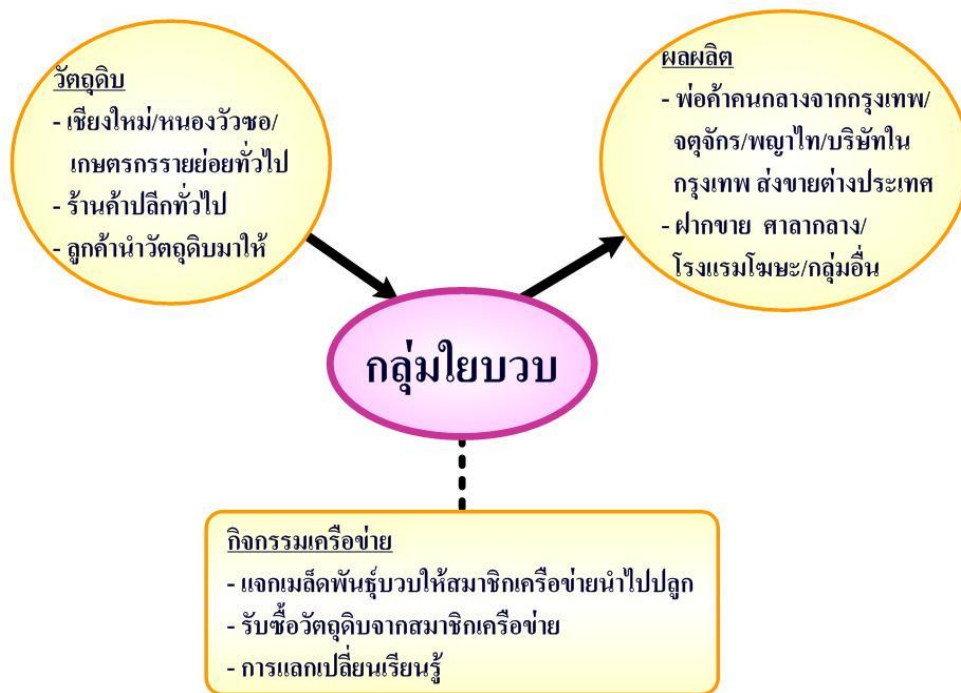 วัตถุดิบ
- เชียงใหม่/หนองวัวซอ/
เกษตรกรรายย่อยทั่วไป
- ร้านค้าปลีกทั่วไป
- ลูกค้านำวัตถุดิบมาให้
ผลผลิต
- พ่อค้าคนกลางจากกรุงเทพ/
จตุจักร/พญาไท/บริษัทใน
กรุงเทพ ส่งขายต่างประเทศ
- ฝากขาย ศาลากลาง/
โรงแรมโฆษะ/กลุ่มอื่น
กลุ่มใยบวบ
กิจกรรมเครือข่าย
- แจกเมล็ดพันธุ์บวบให้สมาชิกเครือข่ายนำไปปลูก
- รับซื้อวัตถุดิบจากสมาชิกเครือข่าย
- การแลกเปลี่ยนเรียนรู้